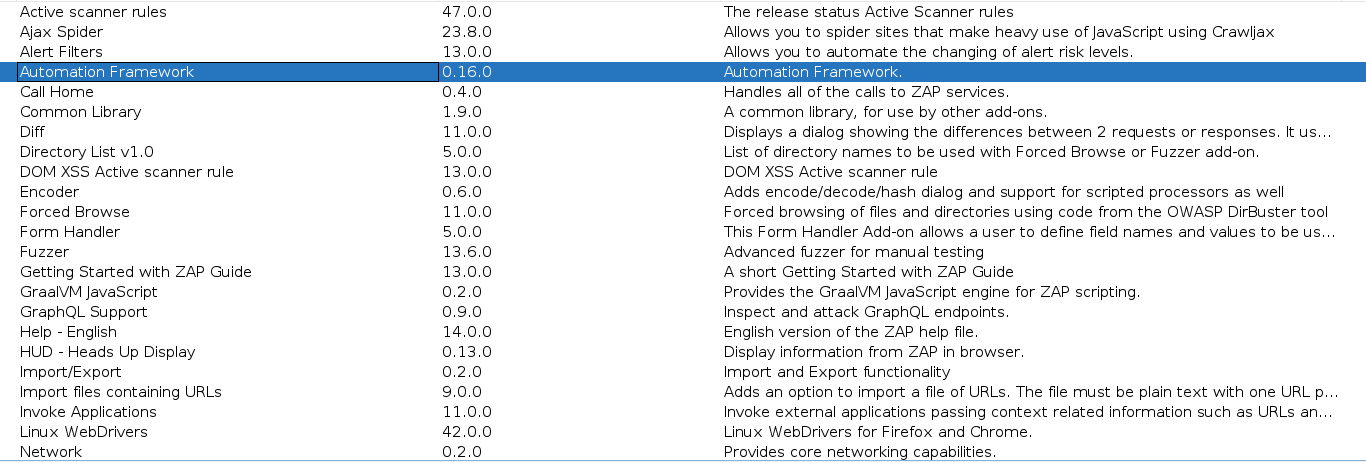 Active scanner rules 47.0.0 The release status Active Scanner rules
Ajax Spider 23.8.0 Allows you to spider sites that make heavy use of JavaScript using Crawljax
Alert Filters 13.0.0 Allows you to automate the changing of alert risk levels.
Automation Framework 0.16.0 Automation Framework.
Call Home 0.4.0 Handles all of the calls to ZAP services.
Common Library 1.9.0 A common library, for use by other add-ons.
Diff 11.0.0 Displays a dialog showing the differences between 2 requests or responses. It us...
Directory List v1.0 5.0.0 List of directory names to be used with Forced Browse or Fuzzer add-on.
DOM XSS Active scanner rule 13.0.0 DOM XSS Active scanner rule
Encoder 0.6.0 Adds encode/decode/hash dialog and support for scripted processors as well
Forced Browse 11.0.0 Forced browsing of files and directories using code from the OWASP DirBuster tool
Form Handler 5.0.0 This Form Handler Add-on allows a user to define field names and values to be us...
Fuzzer 13.6.0 Advanced fuzzer for manual testing
Getting Started with ZAP Guide 13.0.0 A short Getting Started with ZAP Guide
GraalVM JavaScript 0.2.0 Provides the GraalVM JavaScript engine for ZAP scripting.
GraphQL Support 0.9.0 Inspect and attack GraphQL endpoints.
Help - English 14.0.0 English version of the ZAP help file.
HUD - Heads Up Display 0.13.0 Display information from ZAP in browser.
Import/Export 0.2.0 Import and Export functionality
Import files containing URLs 9.0.0 Adds an option to import a file of URLs. The file must be plain text with one URL p...
Invoke Applications 11.0.0 Invoke external applications passing context related information such as URLs an...
Linux WebDrivers 42.0.0 Linux WebDrivers for Firefox and Chrome.
Network 0.2.0 Provides core networking capabilities.